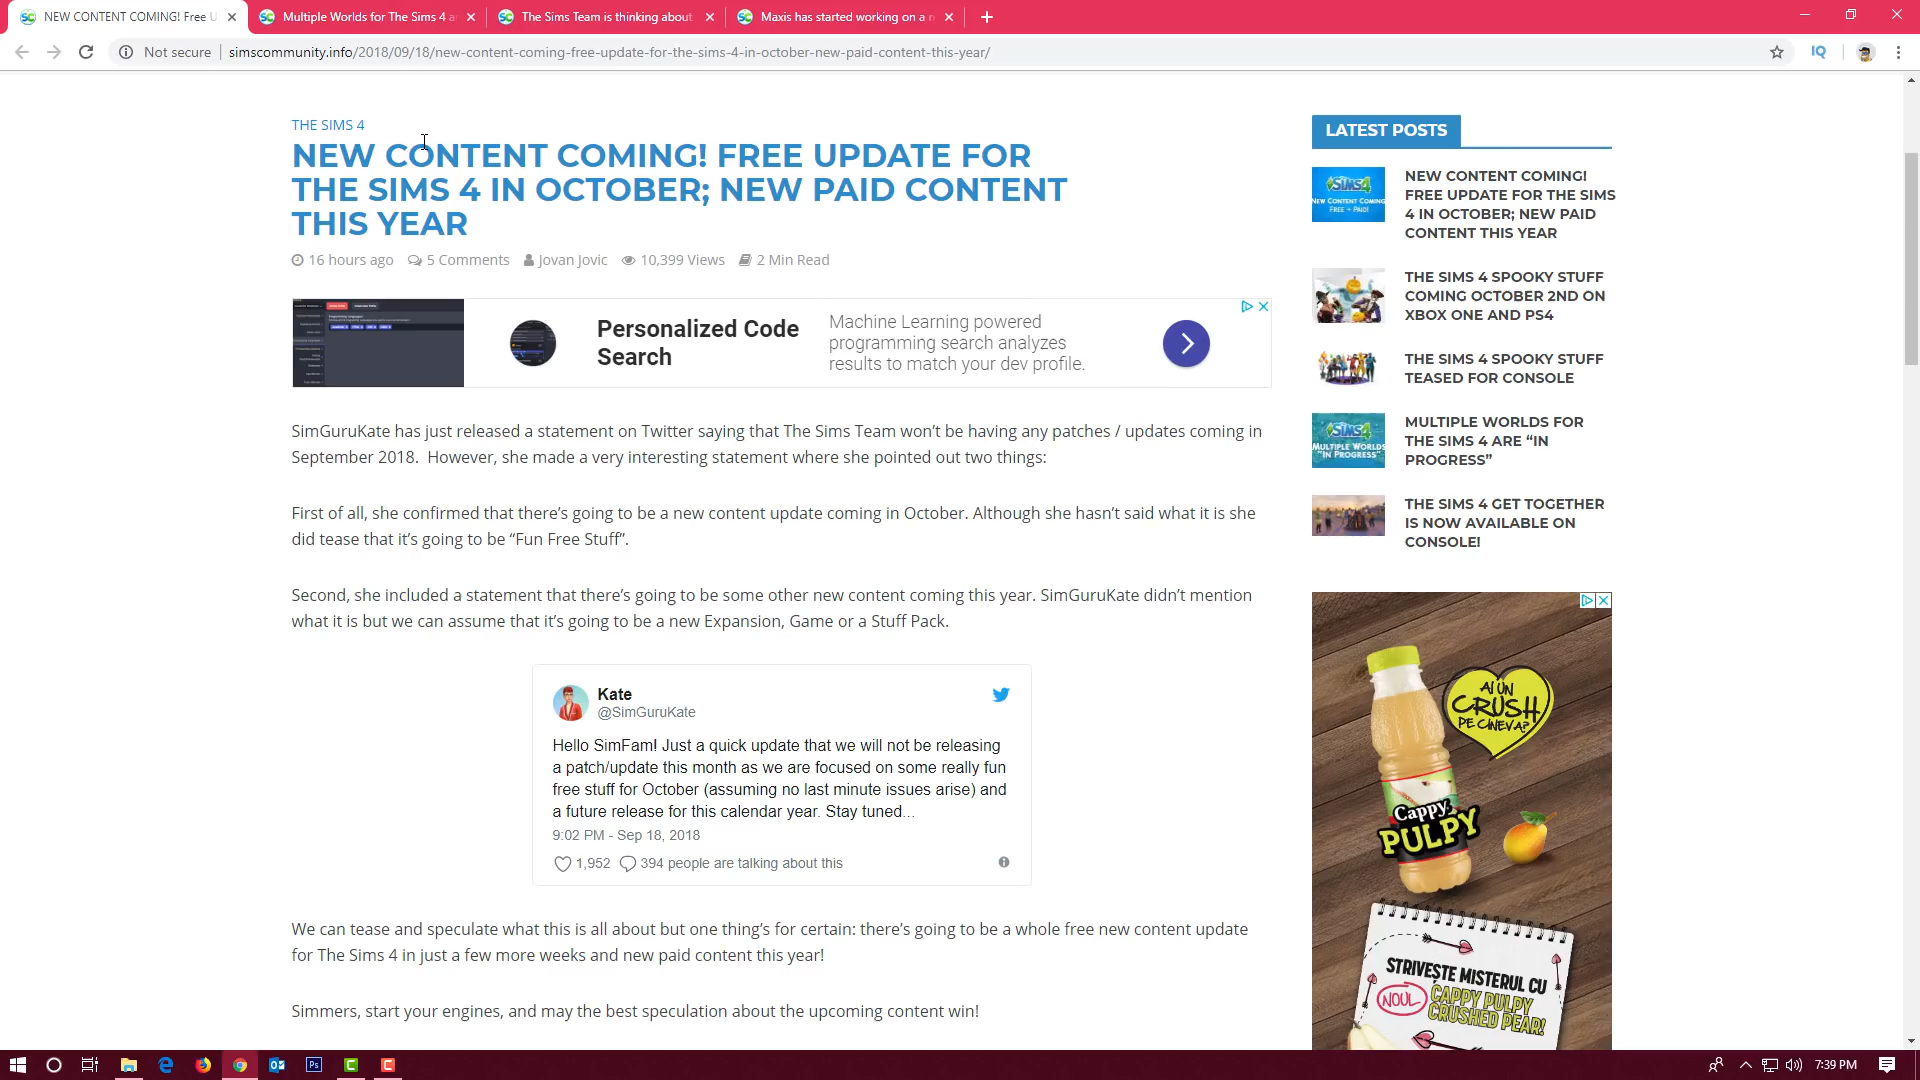 NEW CONTENT COMING! Free U
Multiple Worlds for The Sims 4 a
The Sims Team is thinking about
Maxis has started working on a n
Not secure
simscommunity.info/2018/09/18/new-content-coming-free-update-for-the-sims-4-in-october-new-paid-content-this-year/
IQ
THE SIMS 4
NEW CONTENT COMING! FREE UPDATE FOR
THE SIMS 4 IN OCTOBER; NEW PAID CONTENT
THIS YEAR
16 hours ago 5 Comments Jovan Jovic 10,399 Views 2 Min Read
Personalized Code
Search
Machine Learning powered
programming search analyzes
results to match your dev profile.
SimGuruKate has just released a statement on Twitter saying that The Sims Team won't be having any patches / updates coming in
September 2018. However, she made a very interesting statement where she pointed out two things:
First of all, she confirmed that there's going to be a new content update coming in October. Although she hasn't said what it is she
did tease that it's going to be “Fun Free Stuff”.
Second, she included a statement that there's going to be some other new content coming this year. SimGuruKate didn't mention
what it is but we can assume that it's going to be a new Expansion, Game or a Stuff Pack.
Kate
@SimGuruKate
Hello SimFam! Just a quick update that we will not be releasing
a patch/update this month as we are focused on some really fun
free stuff for October (assuming no last minute issues arise) and
a future release for this calendar year. Stay tuned...
9:02 PM - Sep 18, 2018
1,952 394 people are talking about this
We can tease and speculate what this is all about but one thing's for certain: there's going to be a whole free new content update
for The Sims 4 in just a few more weeks and new paid content this year!
Simmers, start your engines, and may the best speculation about the upcoming content win!
LATEST POSTS
NEW CONTENT COMING!
FREE UPDATE FOR THE SIMS
4 IN OCTOBER; NEW PAID
CONTENT THIS YEAR
THE SIMS 4 SPOOKY STUFF
COMING OCTOBER 2ND ON
XBOX ONE AND PS4
THE SIMS 4 SPOOKY STUFF
TEASED FOR CONSOLE
MULTIPLE WORLDS FOR
THE SIMS 4 ARE “IN
PROGRESS”
THE SIMS 4 GET TOGETHER
IS NOW AVAILABLE ON
CONSOLE!
SIMS 4
NEW CONTENT COMING
FREE + PAID!
SIMS 4
MULTIPLE WORLDS
"IN PROGRESS"
AI UN
CRUSH
PE CINEVA?
Cappy
PULPY
STRIVEȘTE MISTERUL CU
NOUL CAPPY PULPY
CRUSHED PEAR!
7:39 PM